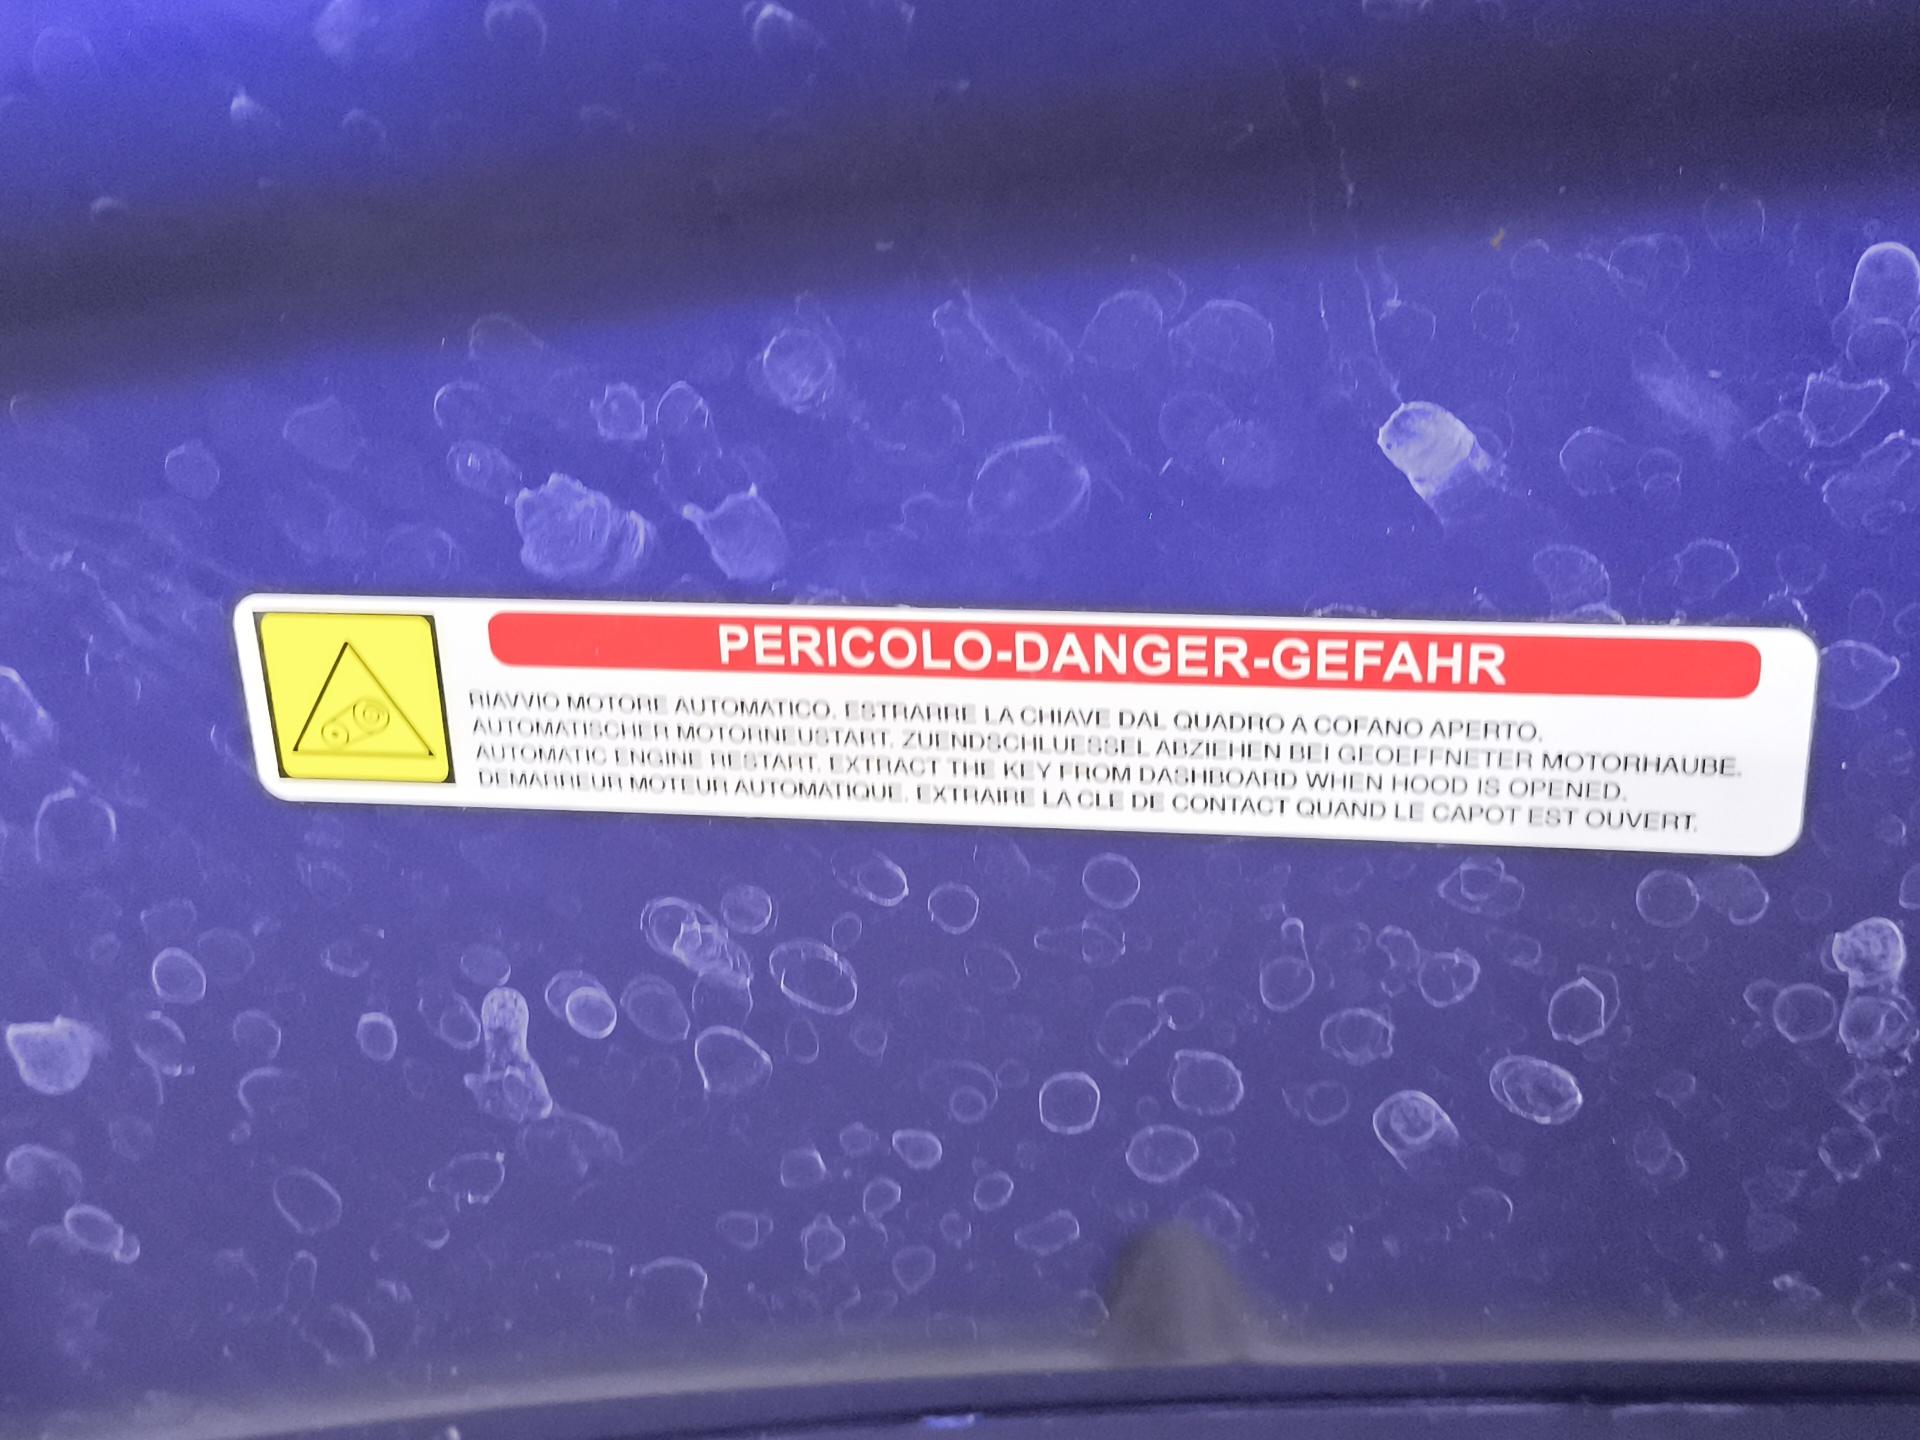 PERICOLO-DANGER-GEFAHR
RIAVVIO MOTORE AUTOMATICO. ESTRARRE LA CHIAVE DAL QUADRO A COFANO APERTO.
AUTOMATISCHER MOTORNEUSTART. ZUENDSCHLUESSEL ABZIEHEN BEI GEOEFFNETER MOTORHAUBE.
AUTOMATIC ENGINE RESTART. EXTRACT THE KEY FROM DASHBOARD WHEN HOOD IS OPENED.
DEMARREUR MOTEUR AUTOMATIQUE. EXTRAIRE LA CLE DE CONTACT QUAND LE CAPOT EST OUVERT.